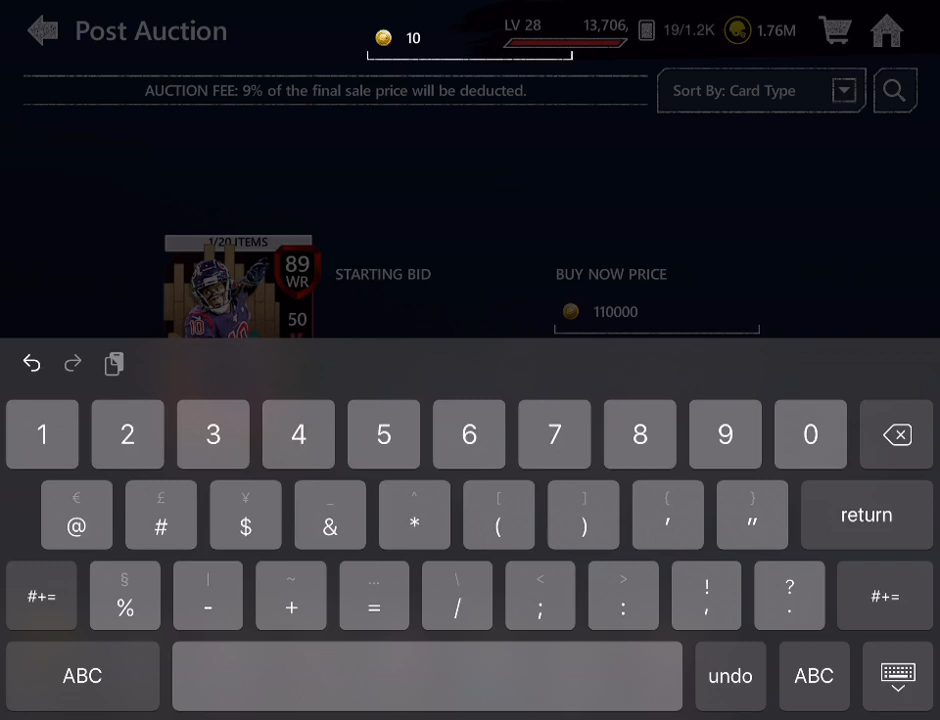 Post Auction
10
LV 28
13,706,
19/1.2K
1.76M
AUCTION FEE: 9% of the final sale price will be deducted.
Sort By: Card Type
1/20 ITEMS
89
WR
50
10
STARTING BID
BUY NOW PRICE
110000
1 2 3 4 5 6 7 8 9 0
€ £ ¥ _ ^ [ ] { }
@ # $ & * ( ) ' " return
§ | ~ … \ < > ! ?
#+= % - + = / ; : , . #+=
ABC undo ABC